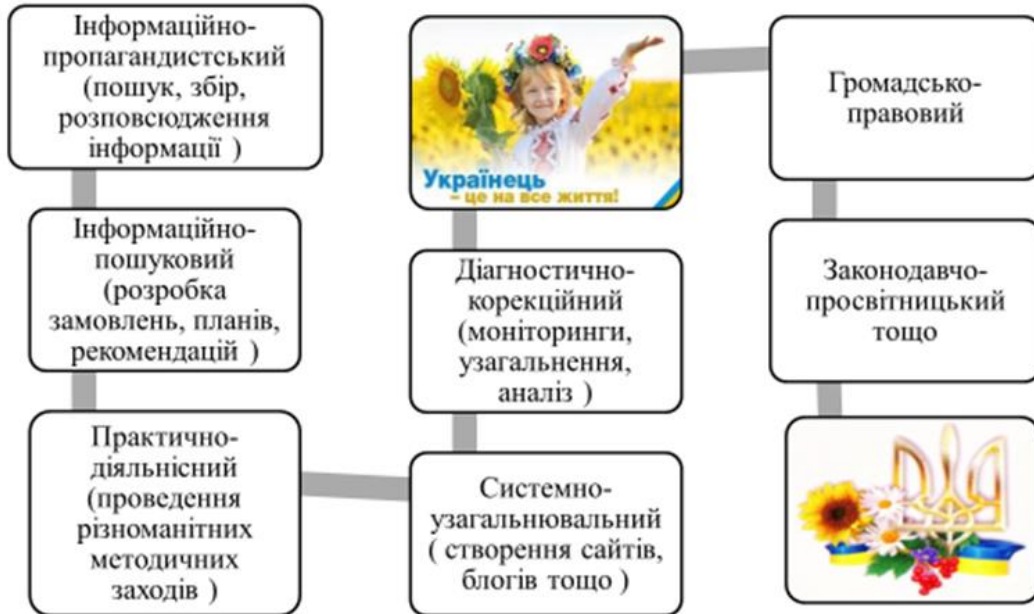 Інформаційно-
пропагандистський
(пошук, збір,
розповсюдження
інформації )
Інформаційно-
пошуковий
(розробка
замовлень, планів,
рекомендацій )
Практично-
діяльнісний
(проведення
різноманітних
методичних
заходів )
Системно-
узагальнювальний
( створення сайтів,
блогів тощо )
Діагностично-
корекційний
(моніторинги,
узагальнення,
аналіз )
Українець
– це на все життя!
Громадсько-
правовий
Законодавчо-
просвітницький
тощо